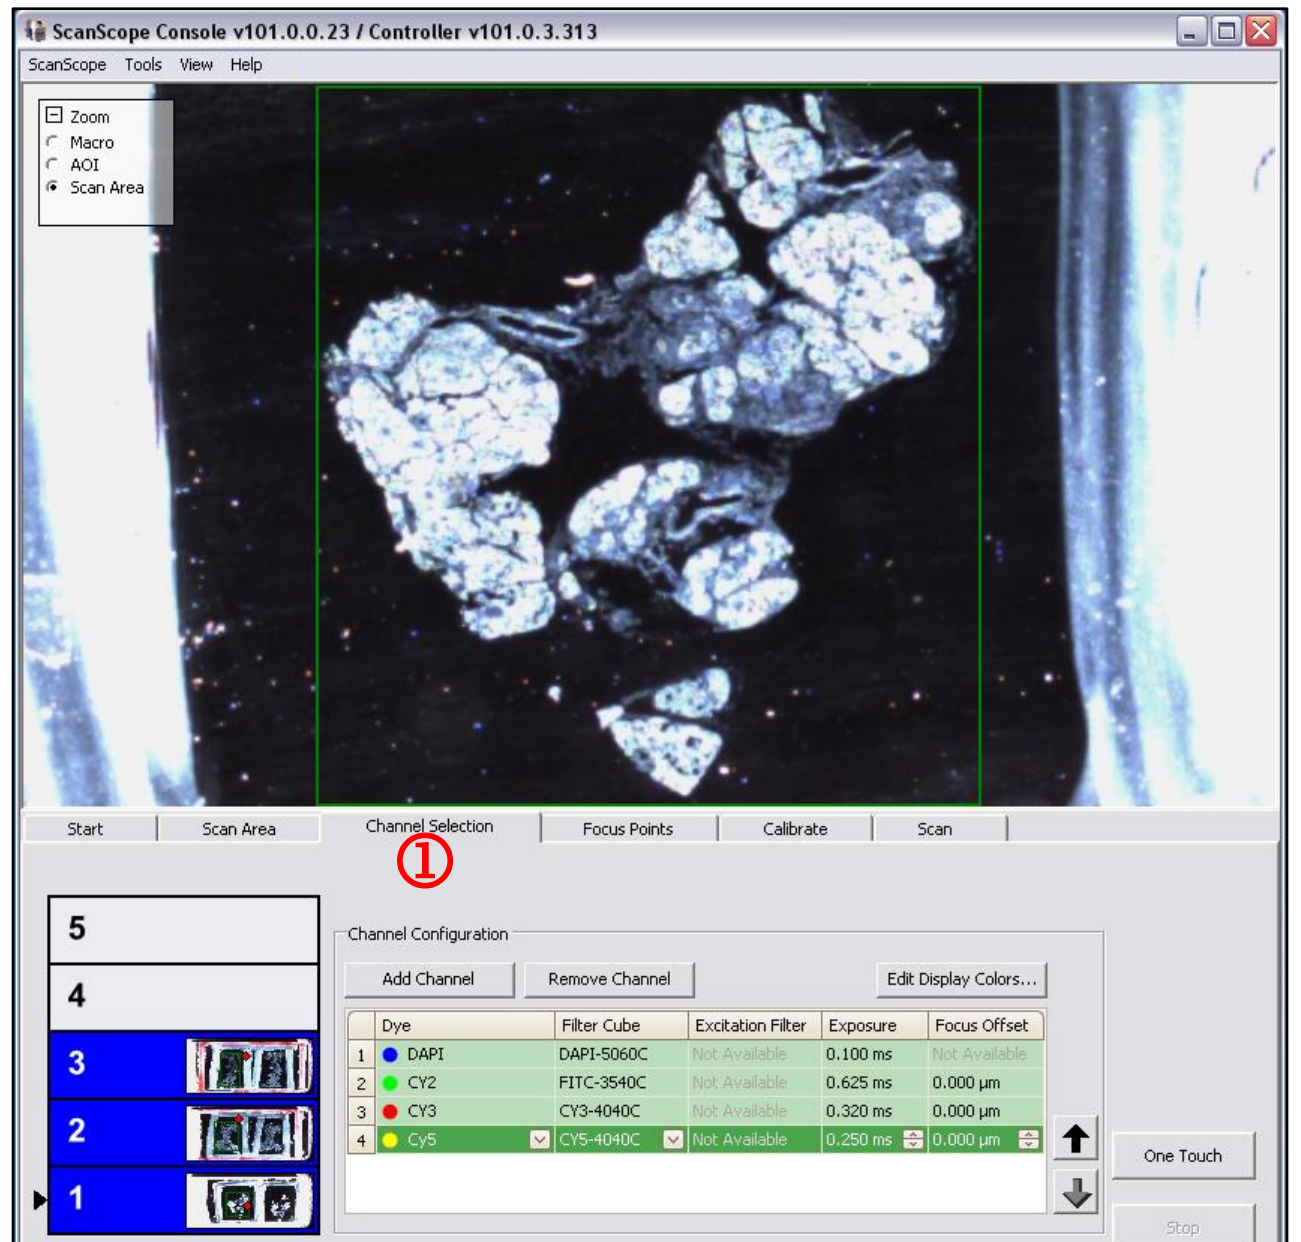 ScanScope Console v101.0.0.23 / Controller v101.0.3.313
ScanScope Tools View Help
Zoom
Macro
AOI
Scan Area
Start Scan Area Channel Selection Focus Points Calibrate Scan
①
5
4
3
2
1
Channel Configuration
Add Channel Remove Channel Edit Display Colors...
Dye Filter Cube Excitation Filter Exposure Focus Offset
1 DAPI DAPI-5060C Not Available 0.100 ms Not Available
2 CY2 FITC-3540C Not Available 0.625 ms 0.000 µm
3 CY3 CY3-4040C Not Available 0.320 ms 0.000 µm
4 Cy5 CY5-4040C Not Available 0.250 ms 0.000 µm
One Touch
Stop